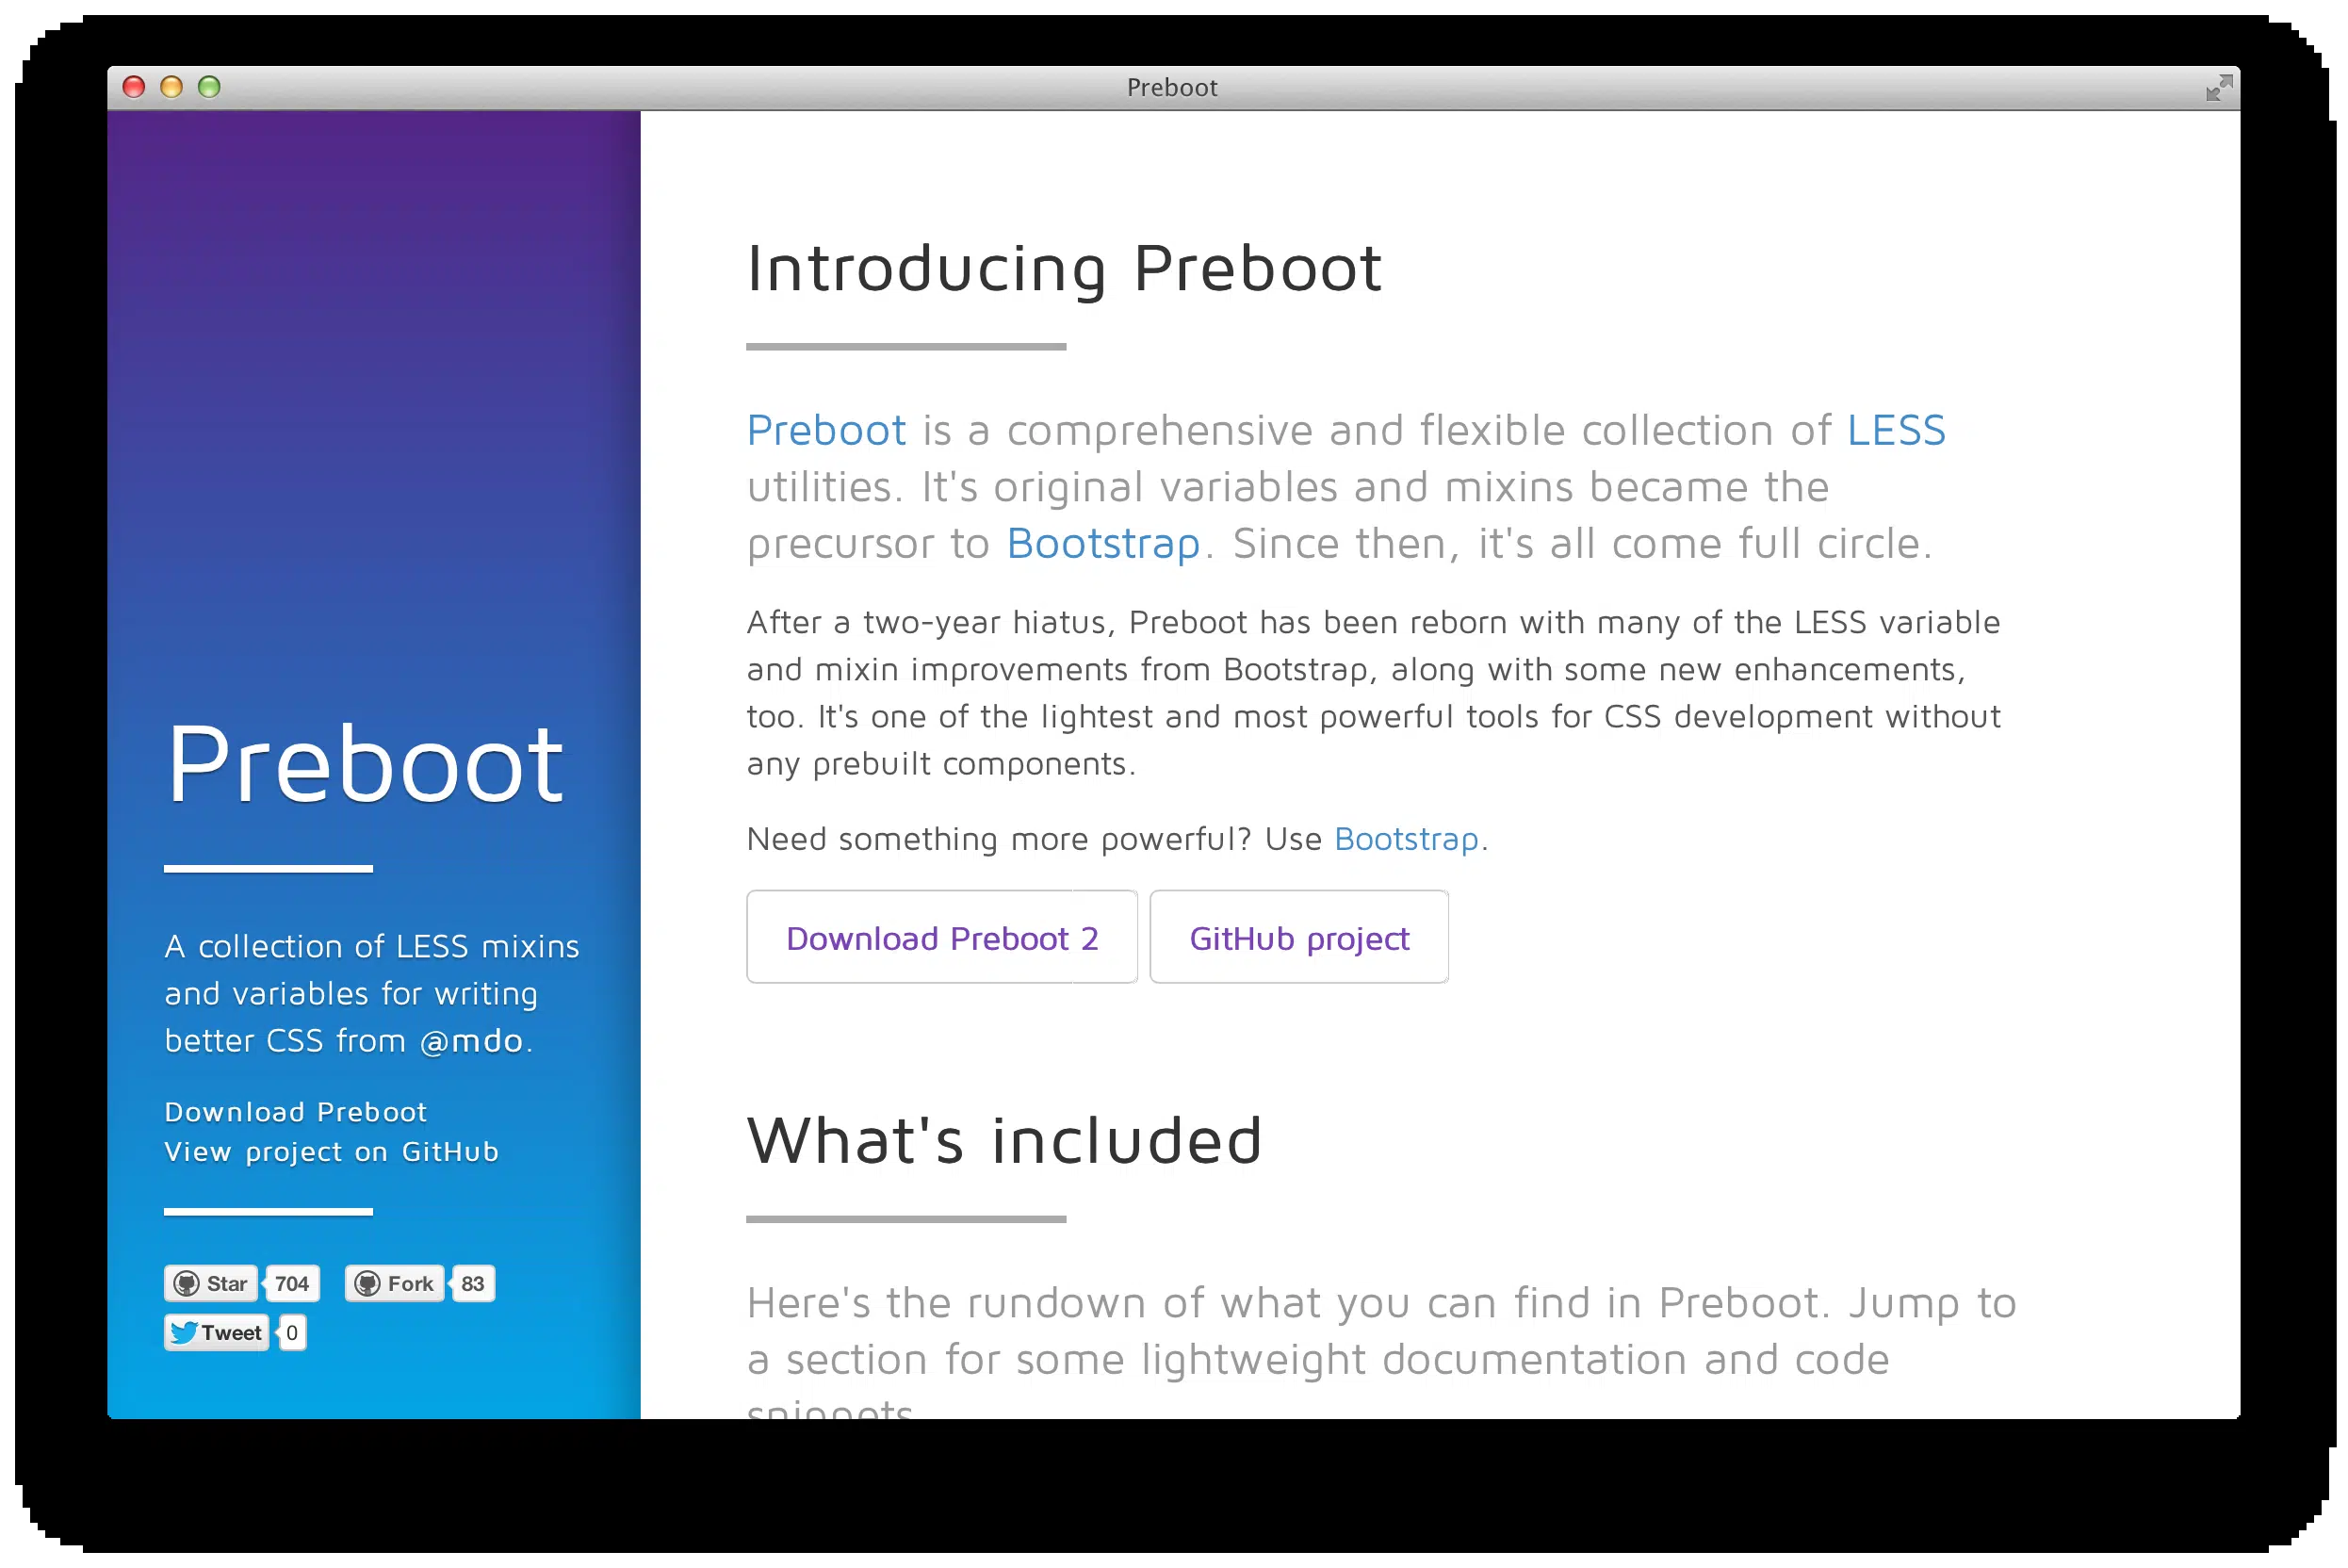 Preboot
Preboot
A collection of LESS mixins
and variables for writing
better CSS from @mdo.
Download Preboot
View project on GitHub
Star 704 Fork 83
Tweet 0
Introducing Preboot
Preboot is a comprehensive and flexible collection of LESS
utilities. It's original variables and mixins became the
precursor to Bootstrap. Since then, it's all come full circle.
After a two-year hiatus, Preboot has been reborn with many of the LESS variable
and mixin improvements from Bootstrap, along with some new enhancements,
too. It's one of the lightest and most powerful tools for CSS development without
any prebuilt components.
Need something more powerful? Use Bootstrap.
Download Preboot 2 GitHub project
What's included
Here's the rundown of what you can find in Preboot. Jump to
a section for some lightweight documentation and code
snippets.